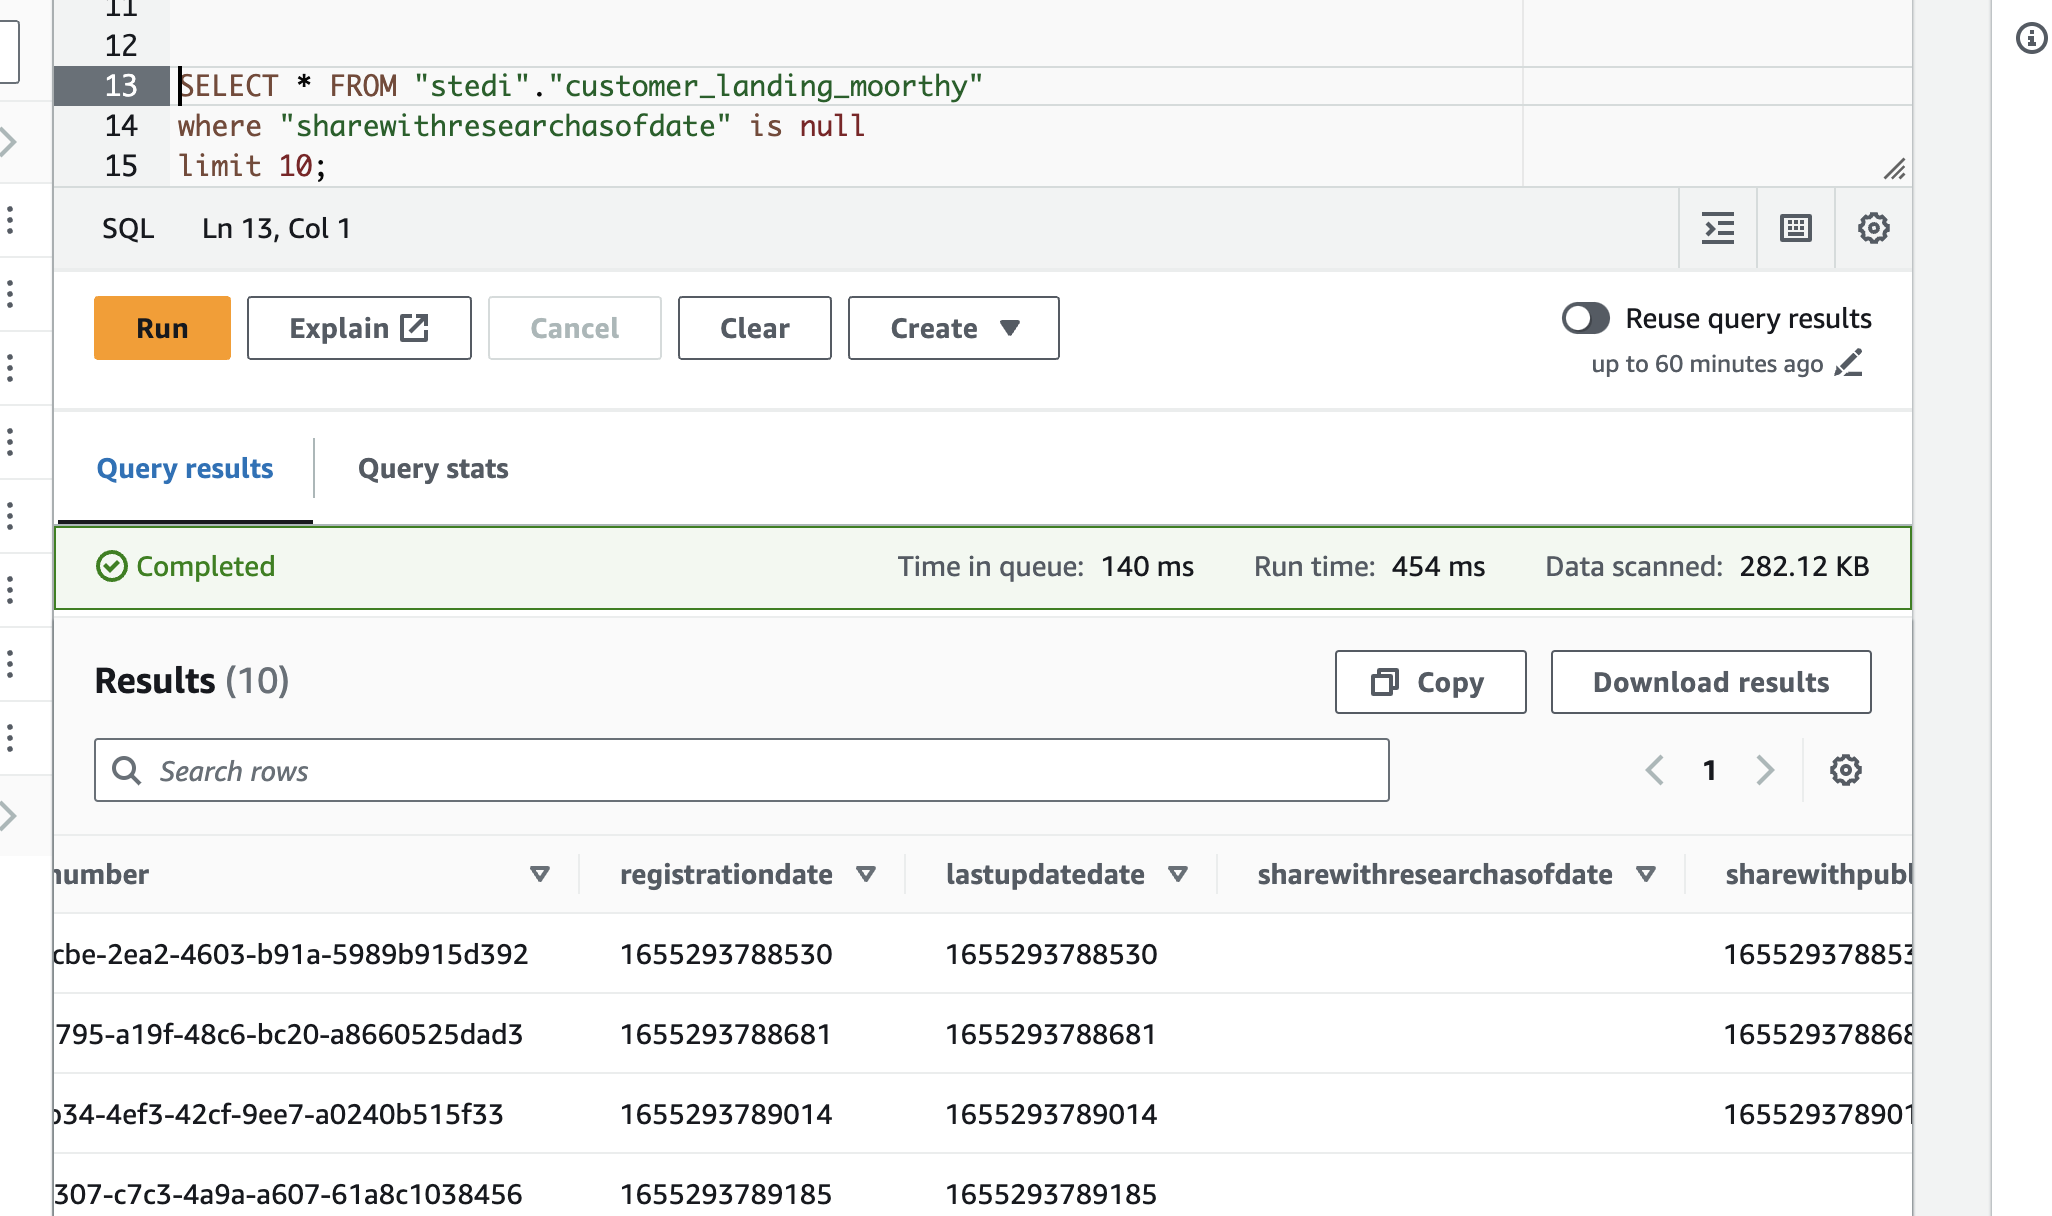 11
12
13 SELECT * FROM "stedi"."customer_landing_moorthy"
14 where "sharewithresearchasofdate" is null
15 limit 10;
SQL Ln 13, Col 1
Run Explain Cancel Clear Create Reuse query results
up to 60 minutes ago
Query results Query stats
Completed Time in queue: 140 ms Run time: 454 ms Data scanned: 282.12 KB
Results (10) Copy Download results
Search rows 1
number registrationdate lastupdatedate sharewithresearchasofdate sharewithpubl
cbe-2ea2-4603-b91a-5989b915d392 1655293788530 1655293788530 165529378853
795-a19f-48c6-bc20-a8660525dad3 1655293788681 1655293788681 165529378868
b34-4ef3-42cf-9ee7-a0240b515f33 1655293789014 1655293789014 165529378901
307-c7c3-4a9a-a607-61a8c1038456 1655293789185 1655293789185